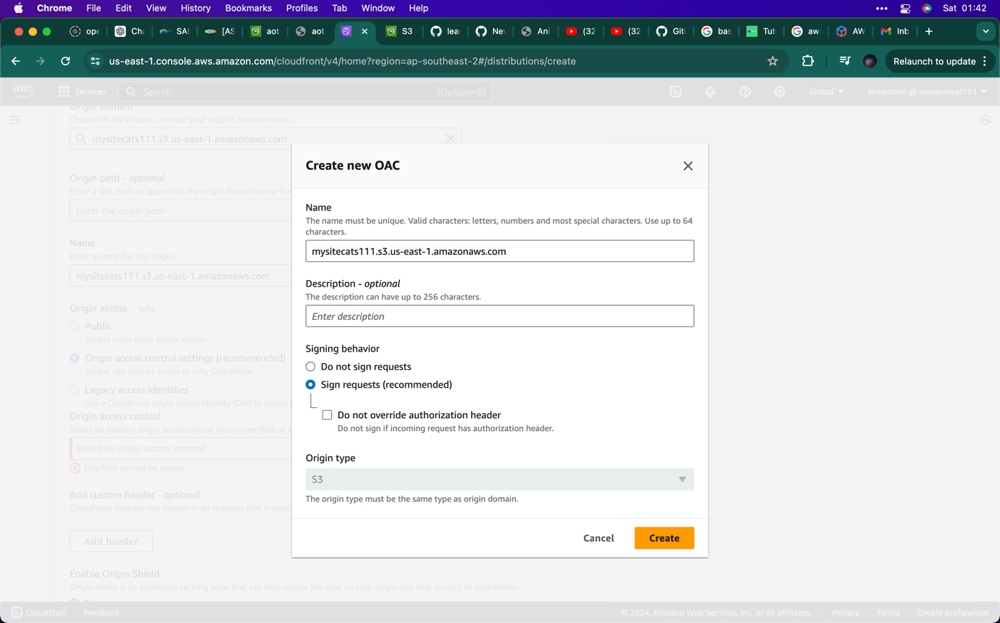 Chrome File Edit View History Bookmarks Profiles Tab Window Help Sat 01:42
ope Cha SAI [AS aot aot S3 lear Nev Ani (32 (32 Git bas Tut aw AW Inb
us-east-1.console.aws.amazon.com/cloudfront/v4/home?region=ap-southeast-2#/distributions/create Relaunch to update
aws Services Search [Option+S] Global iamadmin @ awsgeneral121
Origin domain
Choose an AWS origin, or enter your origin's domain name.
mysitecats111.s3.us-east-1.amazonaws.com
Origin path - optional
Enter a URL path to append to the origin domain name for
Enter the origin path
Name
Enter a name for this origin.
mysitecats111.s3.us-east-1.amazonaws.com
Origin access Info
Public
Bucket must allow public access.
Origin access control settings (recommended)
Bucket can restrict access to only CloudFront.
Legacy access identities
Use a CloudFront origin access identity (OAI) to access
Origin access control
Select an existing origin access control (recommended) or
Select an origin access control
This field cannot be empty
Add custom header - optional
CloudFront includes this header in all requests that it sends
Add header
Enable Origin Shield
Origin shield is an additional caching layer that can help reduce the load on your origin and help protect its availability.
Create new OAC
Name
The name must be unique. Valid characters: letters, numbers and most special characters. Use up to 64
characters.
mysitecats111.s3.us-east-1.amazonaws.com
Description - optional
The description can have up to 256 characters.
Enter description
Signing behavior
Do not sign requests
Sign requests (recommended)
Do not override authorization header
Do not sign if incoming request has authorization header.
Origin type
S3
The origin type must be the same type as origin domain.
Cancel Create
CloudShell Feedback © 2024, Amazon Web Services, Inc. or its affiliates. Privacy Terms Cookie preferences